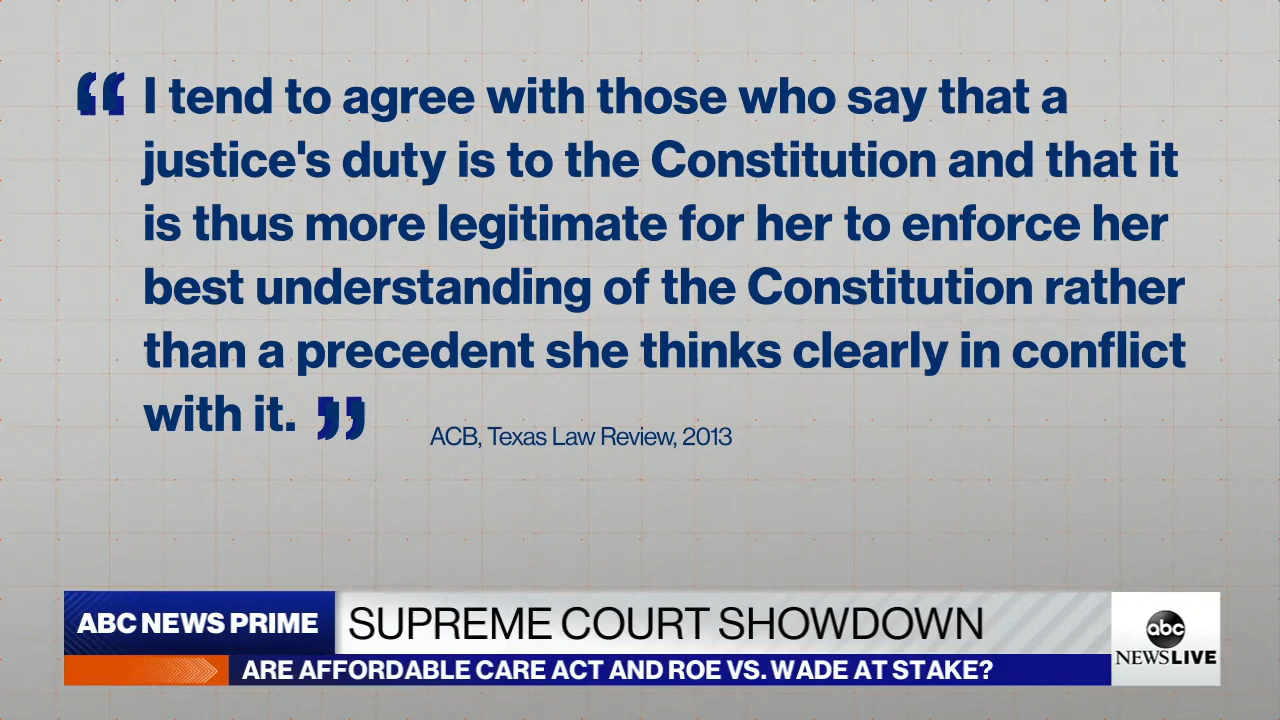 “ I tend to agree with those who say that a
justice's duty is to the Constitution and that it
is thus more legitimate for her to enforce her
best understanding of the Constitution rather
than a precedent she thinks clearly in conflict
with it. ”
ACB, Texas Law Review, 2013
ABC NEWS PRIME
SUPREME COURT SHOWDOWN
ARE AFFORDABLE CARE ACT AND ROE VS. WADE AT STAKE?
abc
NEWS LIVE